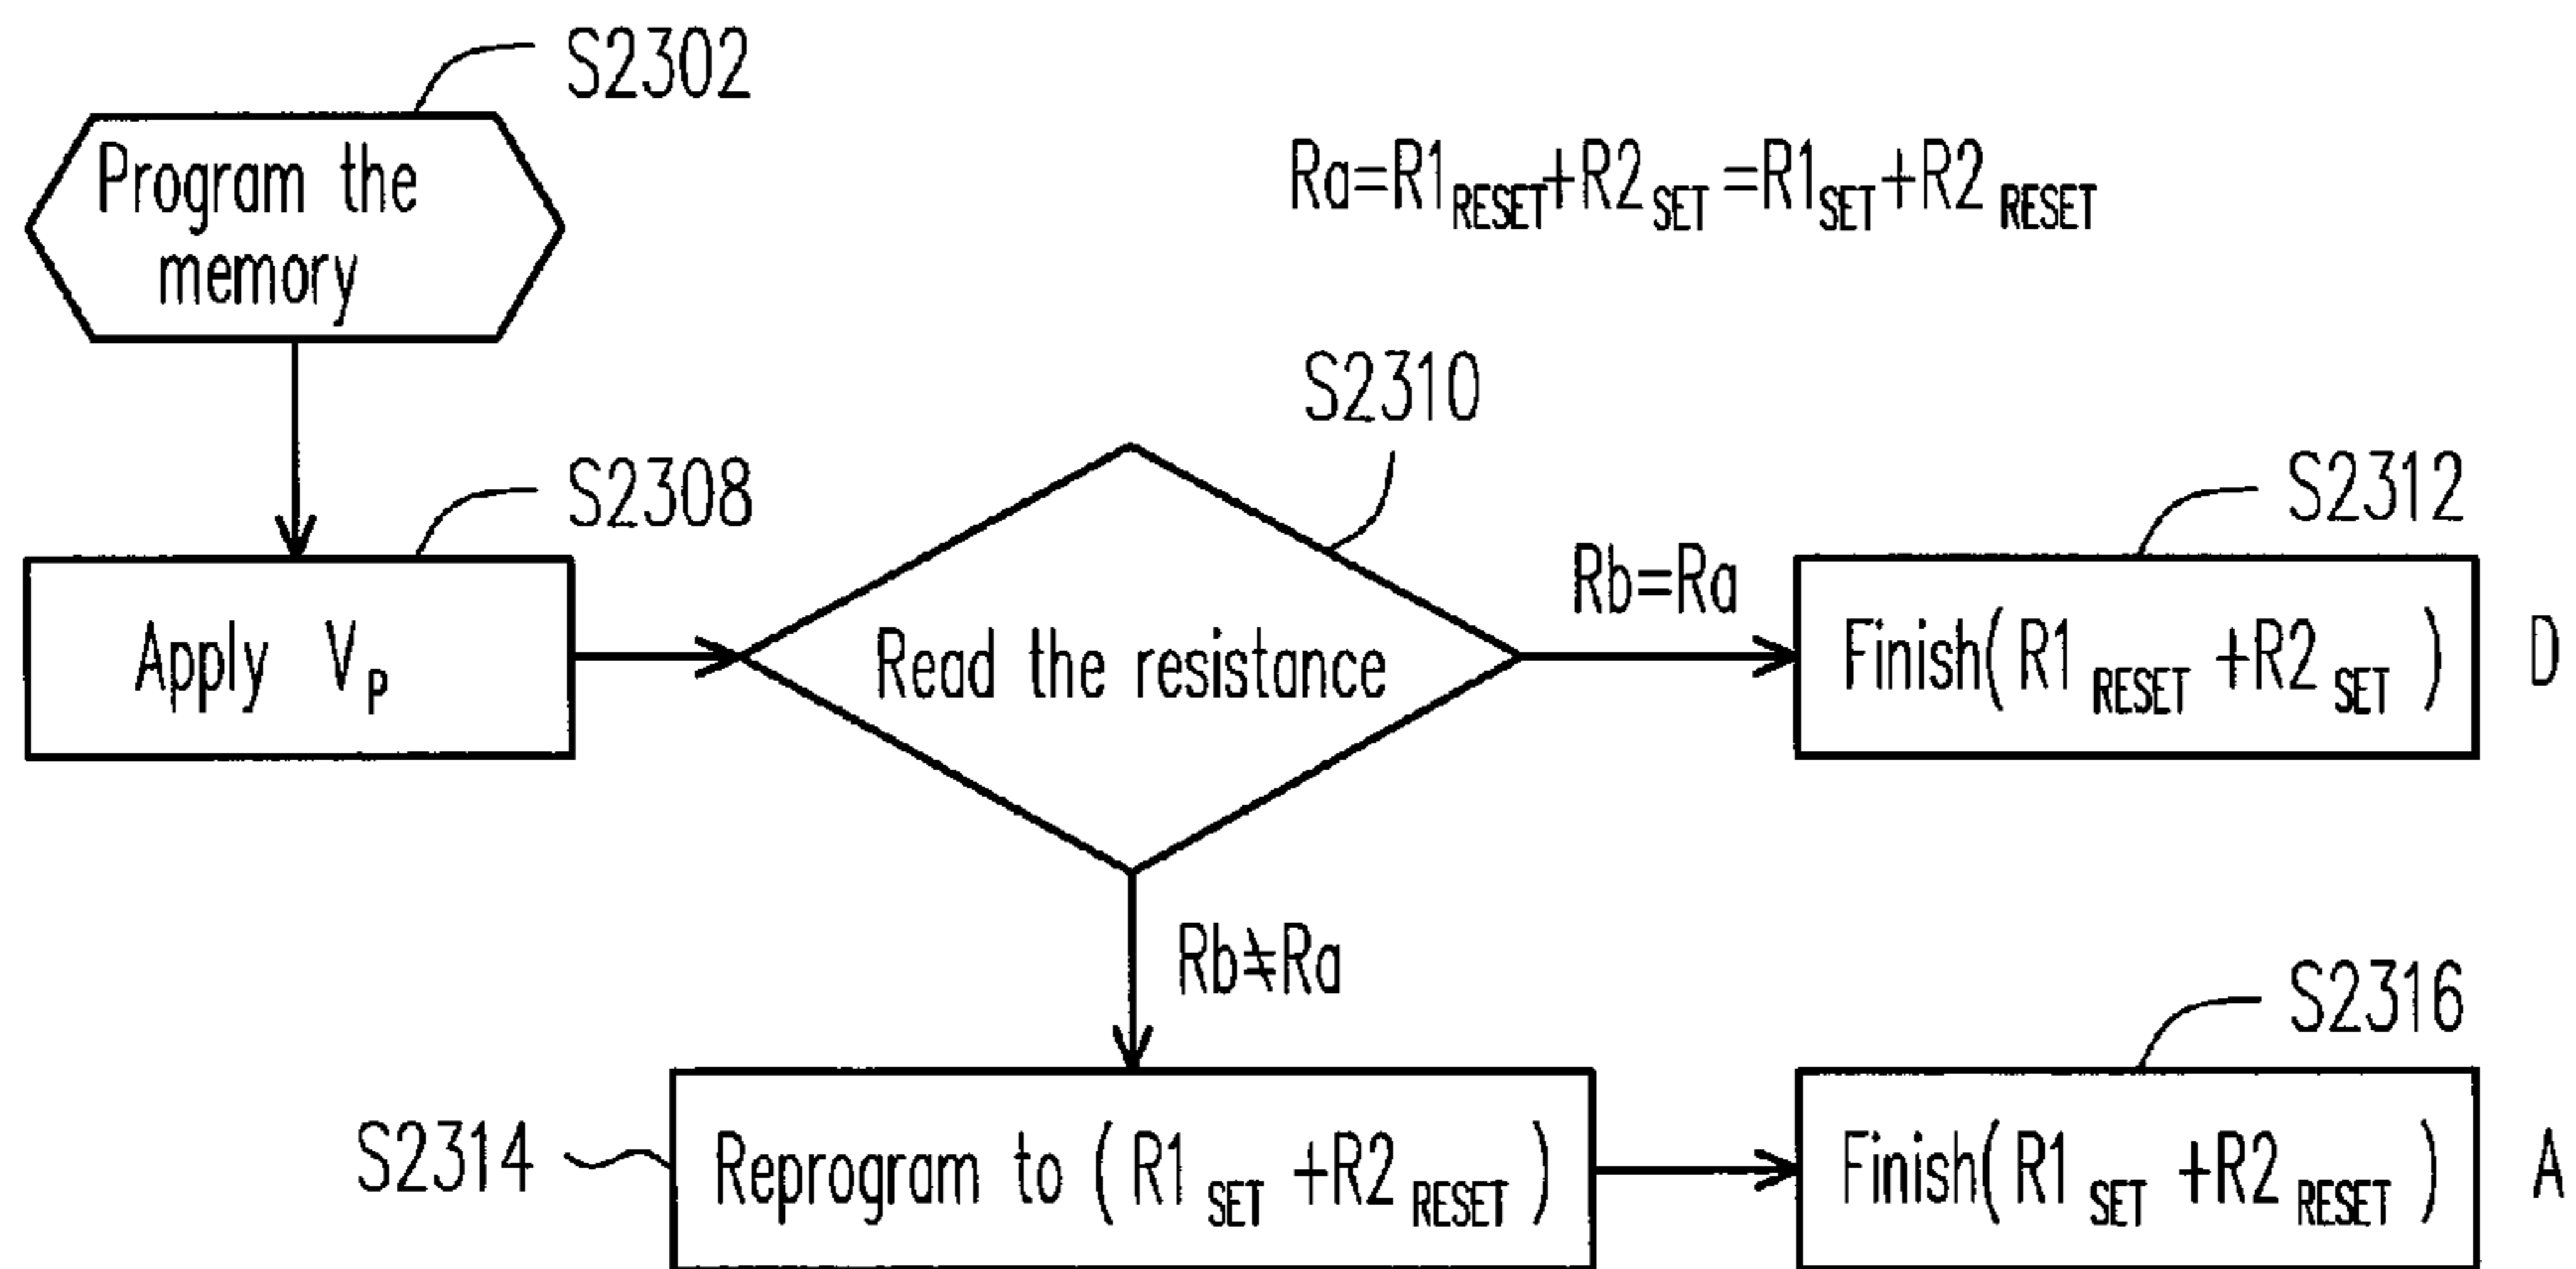 S2302
Program the
memory
Ra=R1RESET+R2SET=R1SET+R2RESET
S2310
S2308
S2312
Apply VP
Read the resistance
Rb=Ra
Finish(R1RESET+R2SET) D
Rb≠Ra
S2316
S2314
Reprogram to (R1SET+R2RESET)
Finish(R1SET+R2RESET) A